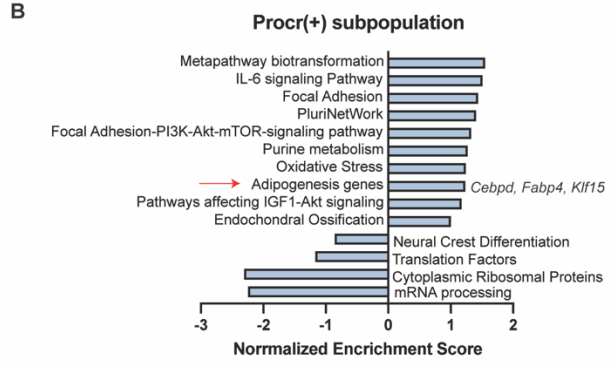 B
Procr(+) subpopulation
Metapathway biotransformation
IL-6 signaling Pathway
Focal Adhesion
PluriNetWork
Focal Adhesion-PI3K-Akt-mTOR-signaling pathway
Purine metabolism
Oxidative Stress
Adipogenesis genes Cebpd, Fabp4, Klf15
Pathways affecting IGF1-Akt signaling
Endochondral Ossification
Neural Crest Differentiation
Translation Factors
Cytoplasmic Ribosomal Proteins
mRNA processing
-3 -2 -1 0 1 2
Norrmalized Encrichment Score